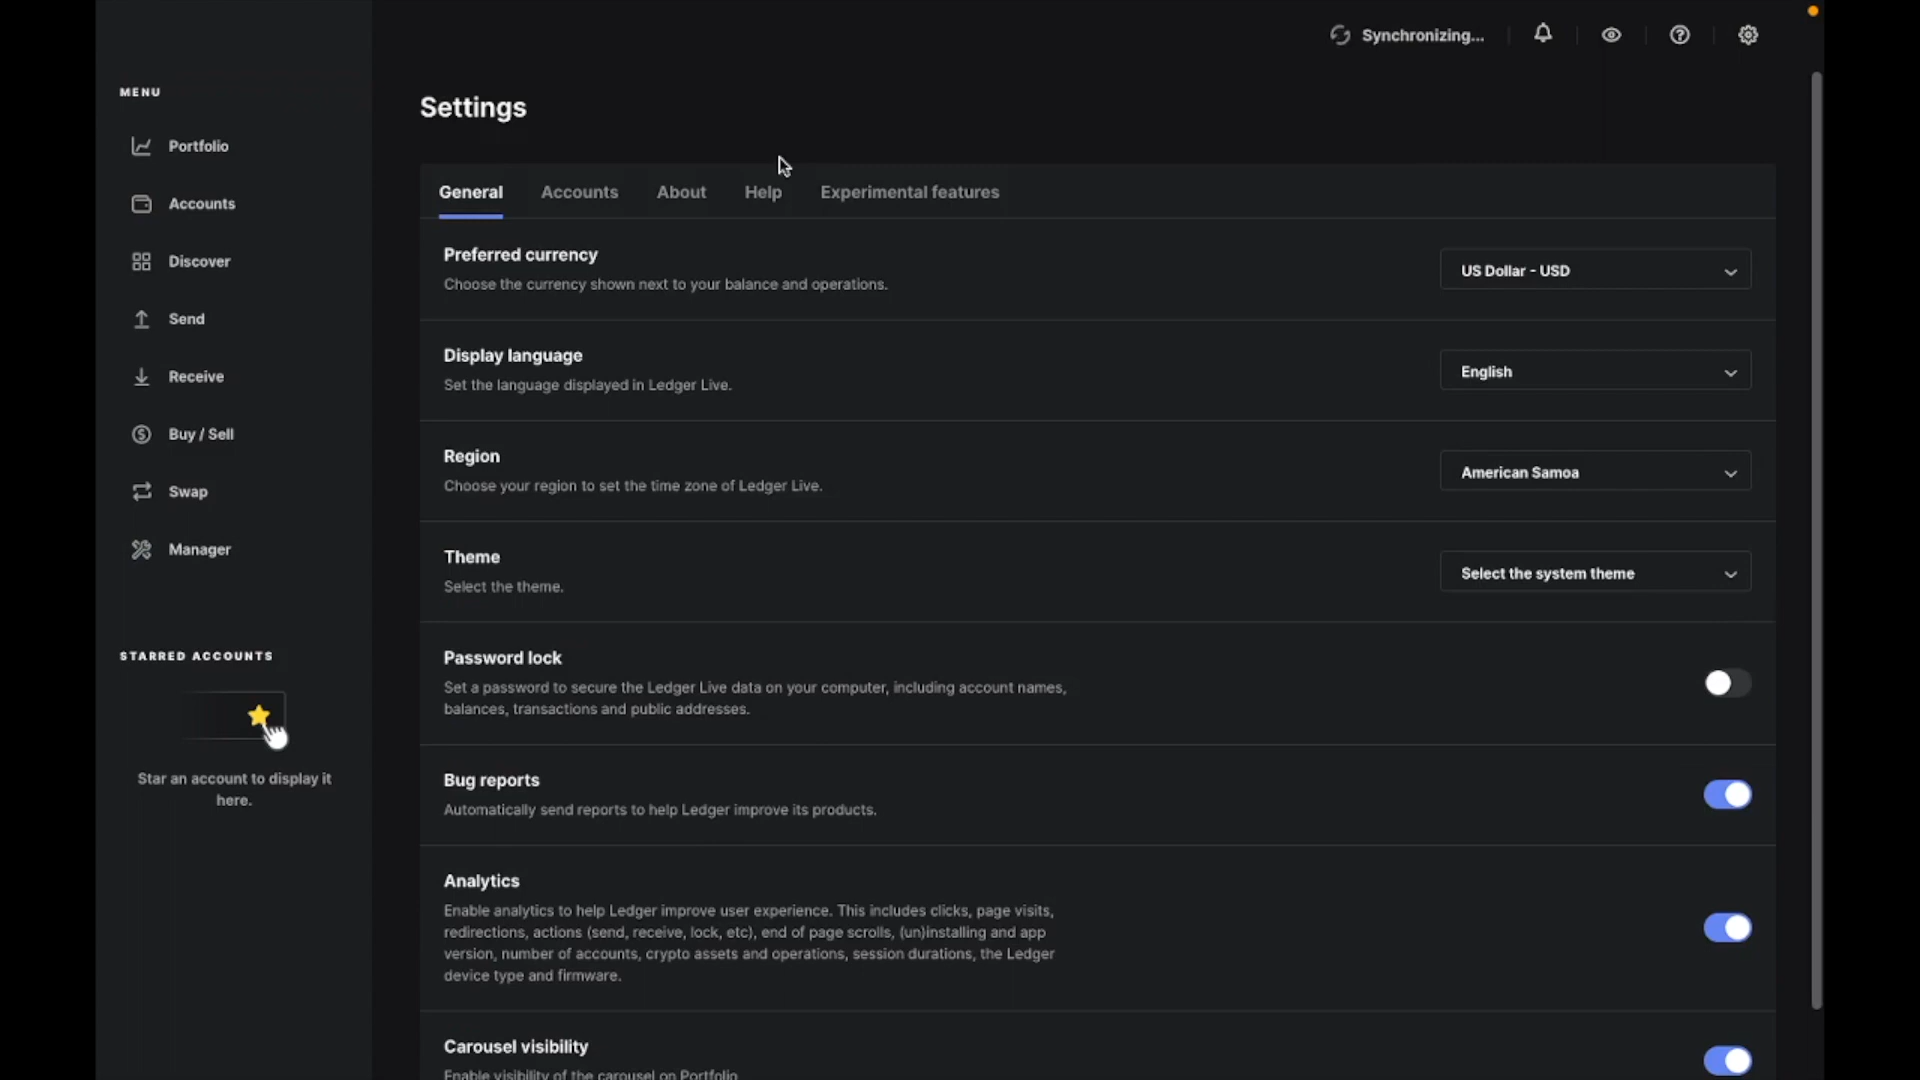 Synchronizing...
MENU
Portfolio
Accounts
Discover
Send
Receive
Buy / Sell
Swap
Manager
STARRED ACCOUNTS
Star an account to display it
here.
Settings
General
Accounts
About
Help
Experimental features
Preferred currency
Choose the currency shown next to your balance and operations.
US Dollar - USD
Display language
Set the language displayed in Ledger Live.
English
Region
Choose your region to set the time zone of Ledger Live.
American Samoa
Theme
Select the theme.
Select the system theme
Password lock
Set a password to secure the Ledger Live data on your computer, including account names,
balances, transactions and public addresses.
Bug reports
Automatically send reports to help Ledger improve its products.
Analytics
Enable analytics to help Ledger improve user experience. This includes clicks, page visits,
redirections, actions (send, receive, lock, etc), end of page scrolls, (un)installing and app
version, number of accounts, crypto assets and operations, session durations, the Ledger
device type and firmware.
Carousel visibility
Enable visibility of the carousel on Portfolio